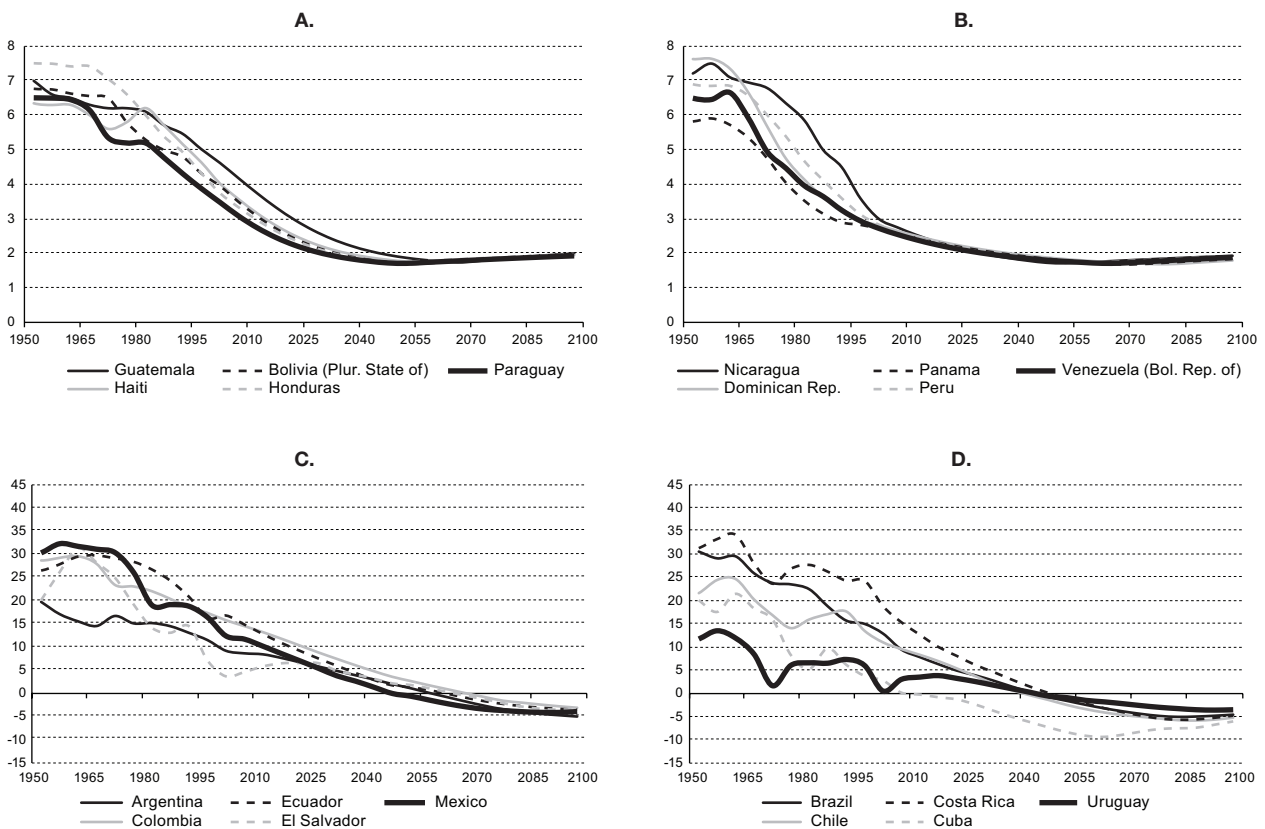 A.
8
7
6
5
4
3
2
1
0
1950 1965 1980 1995 2010 2025 2040 2055 2070 2085 2100
Guatemala Bolivia (Plur. State of) Paraguay
Haiti Honduras
B.
8
7
6
5
4
3
2
1
0
1950 1965 1980 1995 2010 2025 2040 2055 2070 2085 2100
Nicaragua Panama Venezuela (Bol. Rep. of)
Dominican Rep. Peru
C.
45
40
35
30
25
20
15
10
5
0
-5
-10
-15
1950 1965 1980 1995 2010 2025 2040 2055 2070 2085 2100
Argentina Ecuador Mexico
Colombia El Salvador
D.
45
40
35
30
25
20
15
10
5
0
-5
-10
-15
1950 1965 1980 1995 2010 2025 2040 2055 2070 2085 2100
Brazil Costa Rica Uruguay
Chile Cuba